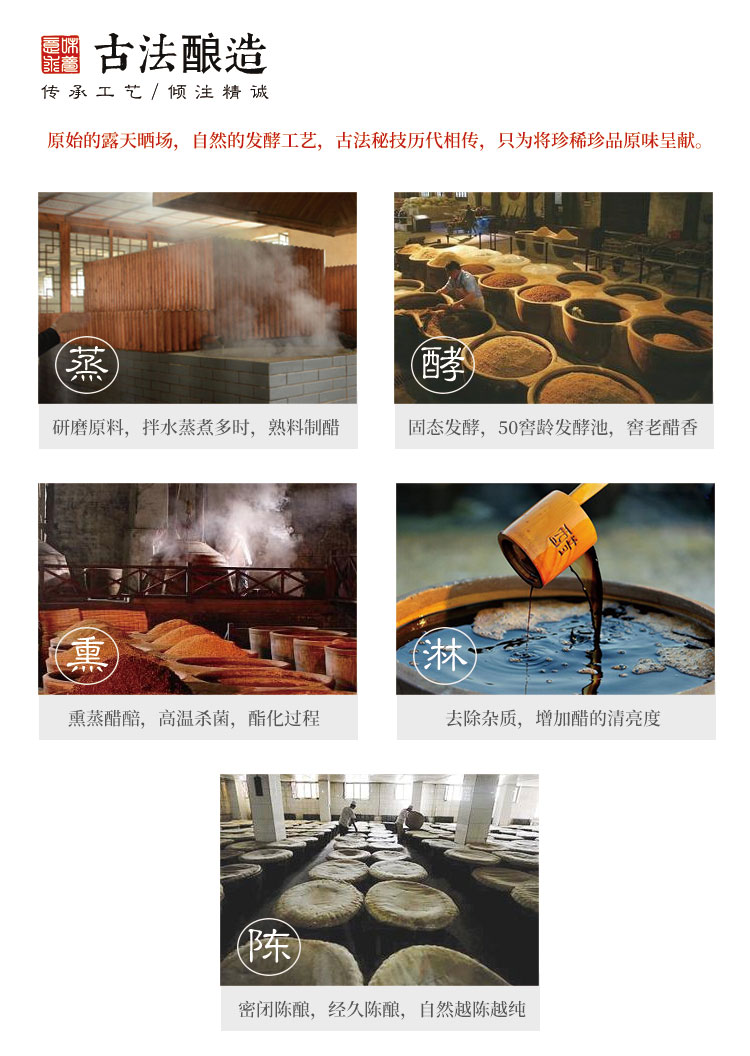 古法酿造
传承工艺/倾注精诚
原始的露天晒场，自然的发酵工艺，古法秘技历代相传，只为将珍稀珍品原味呈献。
蒸
研磨原料，拌水蒸煮多时，熟料制醋
酵
固态发酵，50窖龄发酵池，窖老醋香
熏
熏蒸醋醅，高温杀菌，酯化过程
淋
去除杂质，增加醋的清亮度
陈
密闭陈酿，经久陈酿，自然越陈越纯